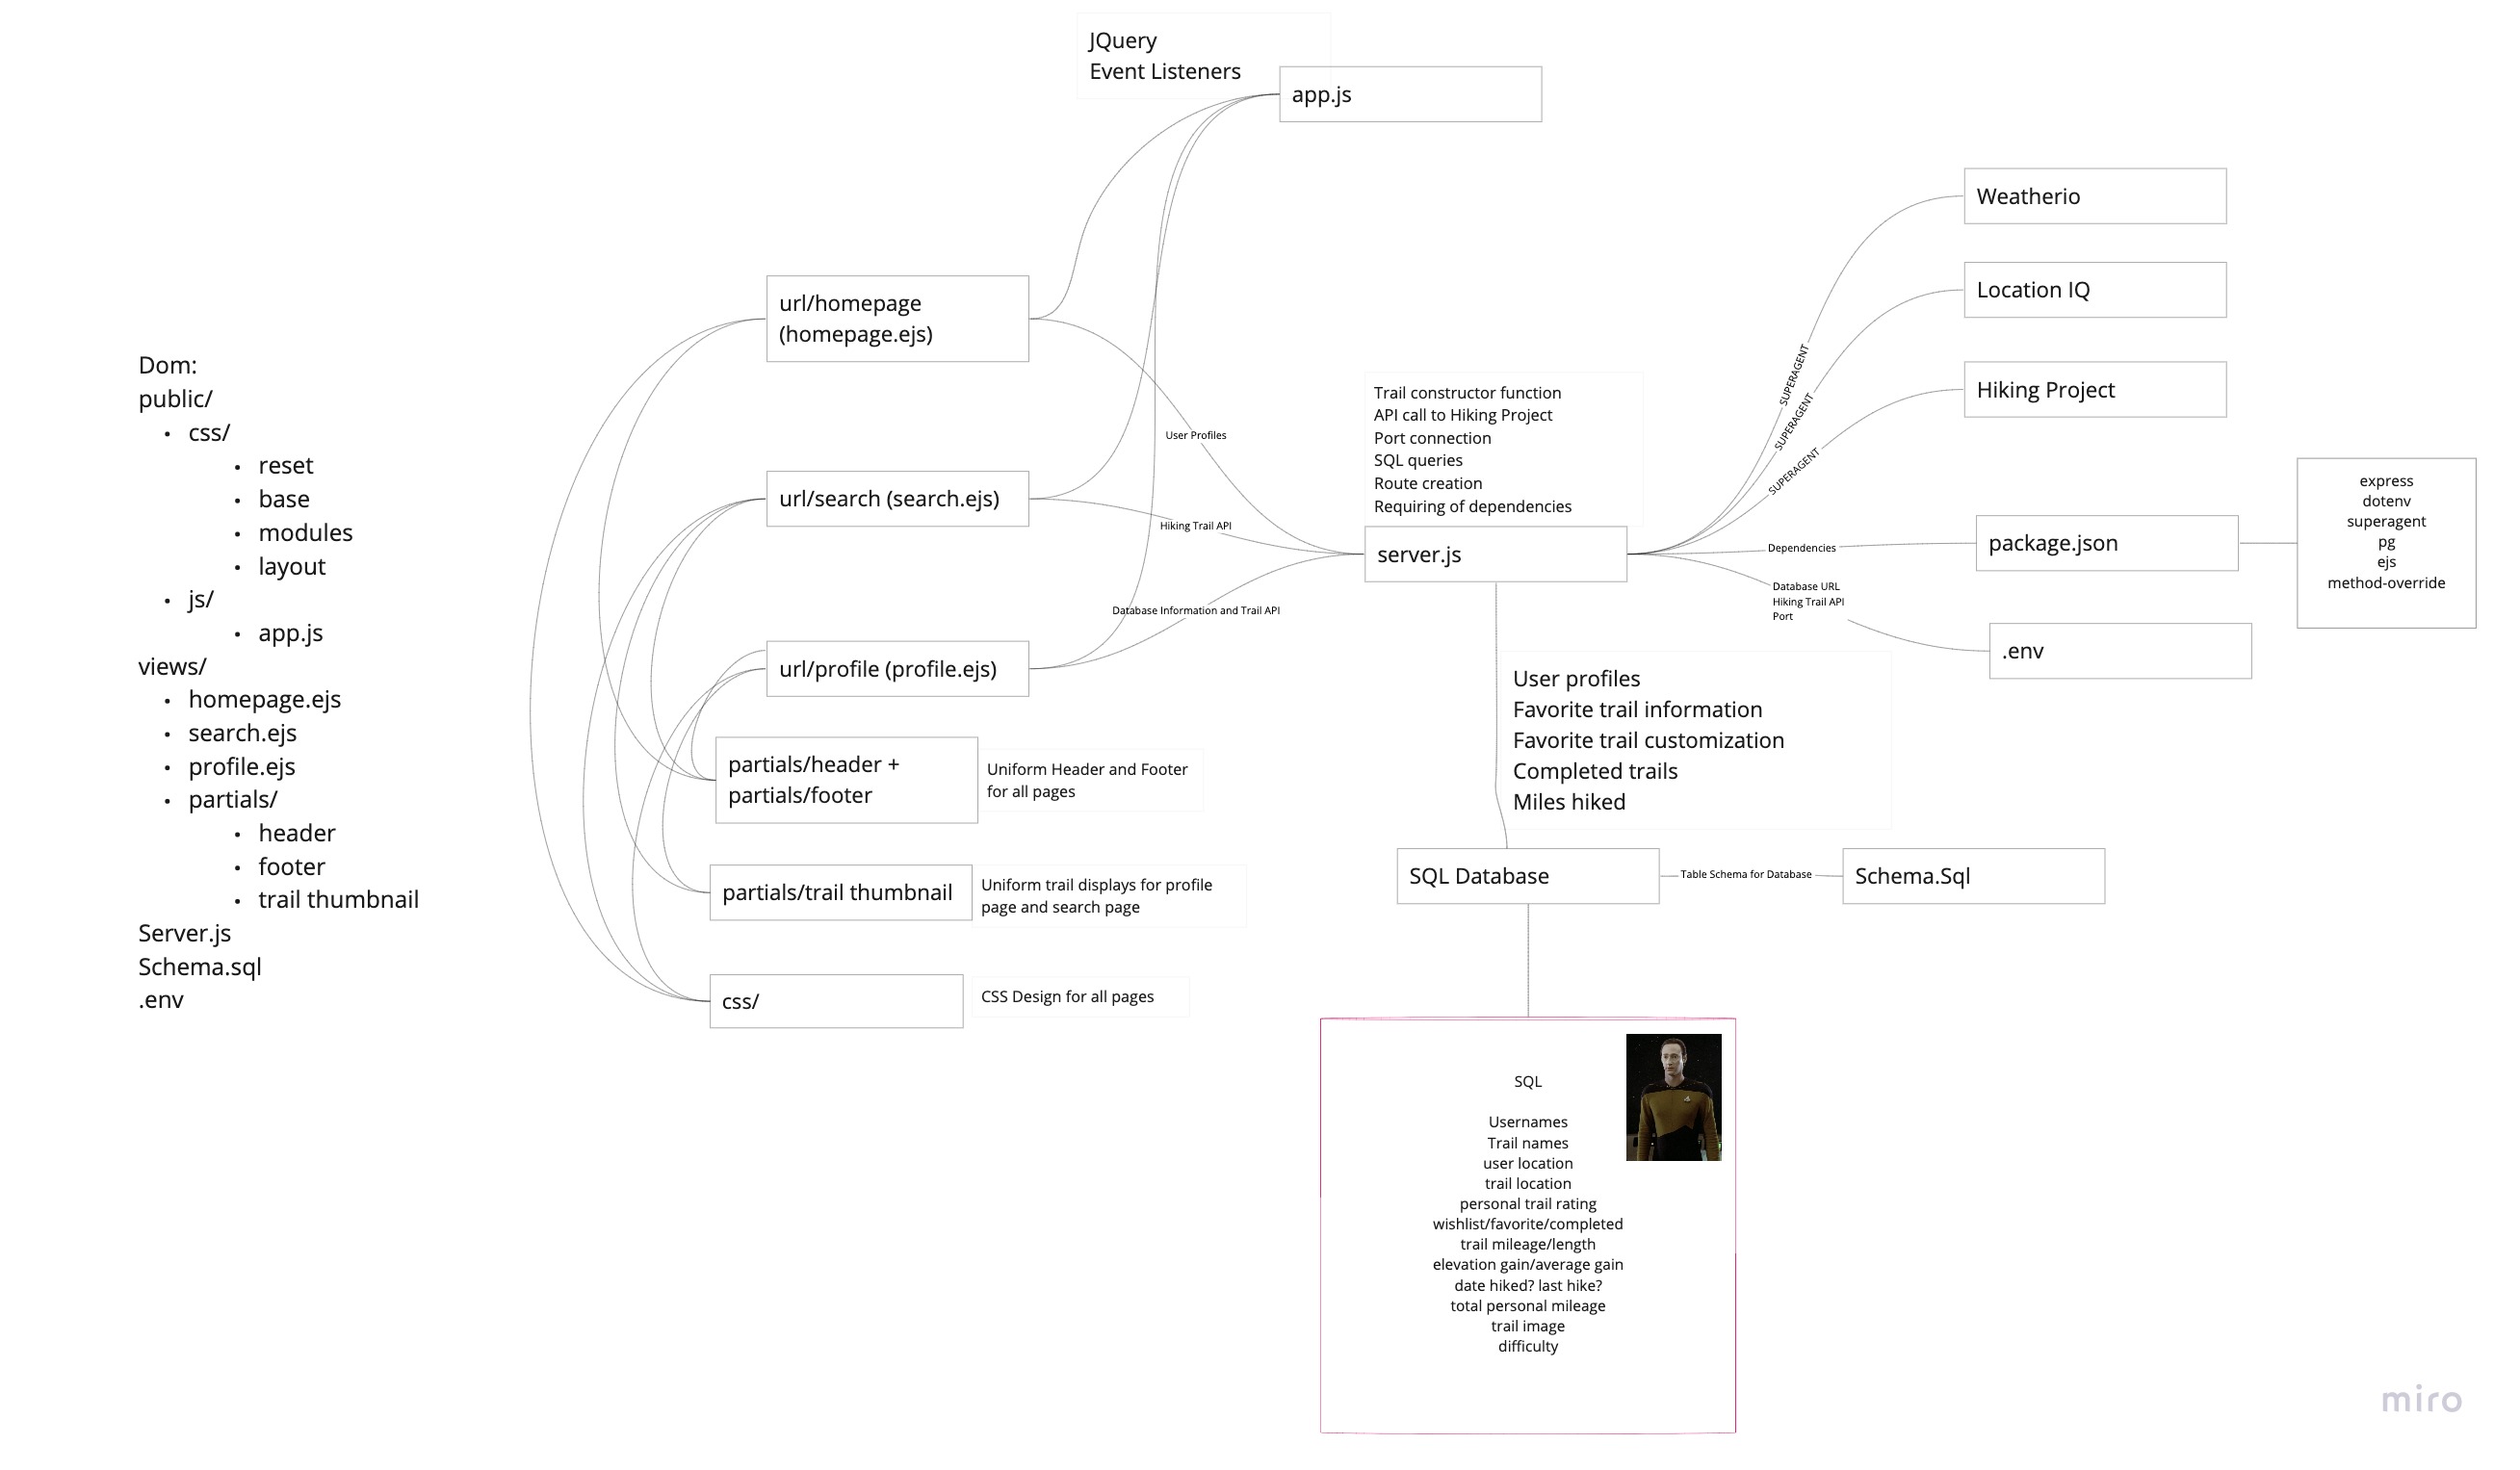 JQuery
Event Listeners
app.js
Weatherio
Location IQ
Hiking Project
SUPERAGENT
SUPERAGENT
SUPERAGENT
url/homepage
(homepage.ejs)
Dom:
public/
• css/
• reset
• base
• modules
• layout
• js/
• app.js
views/
• homepage.ejs
• search.ejs
• profile.ejs
• partials/
• header
• footer
• trail thumbnail
Server.js
Schema.sql
.env
User Profiles
url/search (search.ejs)
Hiking Trail API
url/profile (profile.ejs)
Database Information and Trail API
partials/header +
partials/footer
Uniform Header and Footer
for all pages
partials/trail thumbnail
Uniform trail displays for profile
page and search page
css/
CSS Design for all pages
Trail constructor function
API call to Hiking Project
Port connection
SQL queries
Route creation
Requiring of dependencies
server.js
Dependencies
package.json
express
dotenv
superagent
pg
ejs
method-override
Database URL
Hiking Trail API
Port
.env
User profiles
Favorite trail information
Favorite trail customization
Completed trails
Miles hiked
SQL Database
Table Schema for Database
Schema.Sql
SQL
Usernames
Trail names
user location
trail location
personal trail rating
wishlist/favorite/completed
trail mileage/length
elevation gain/average gain
date hiked? last hike?
total personal mileage
trail image
difficulty
miro